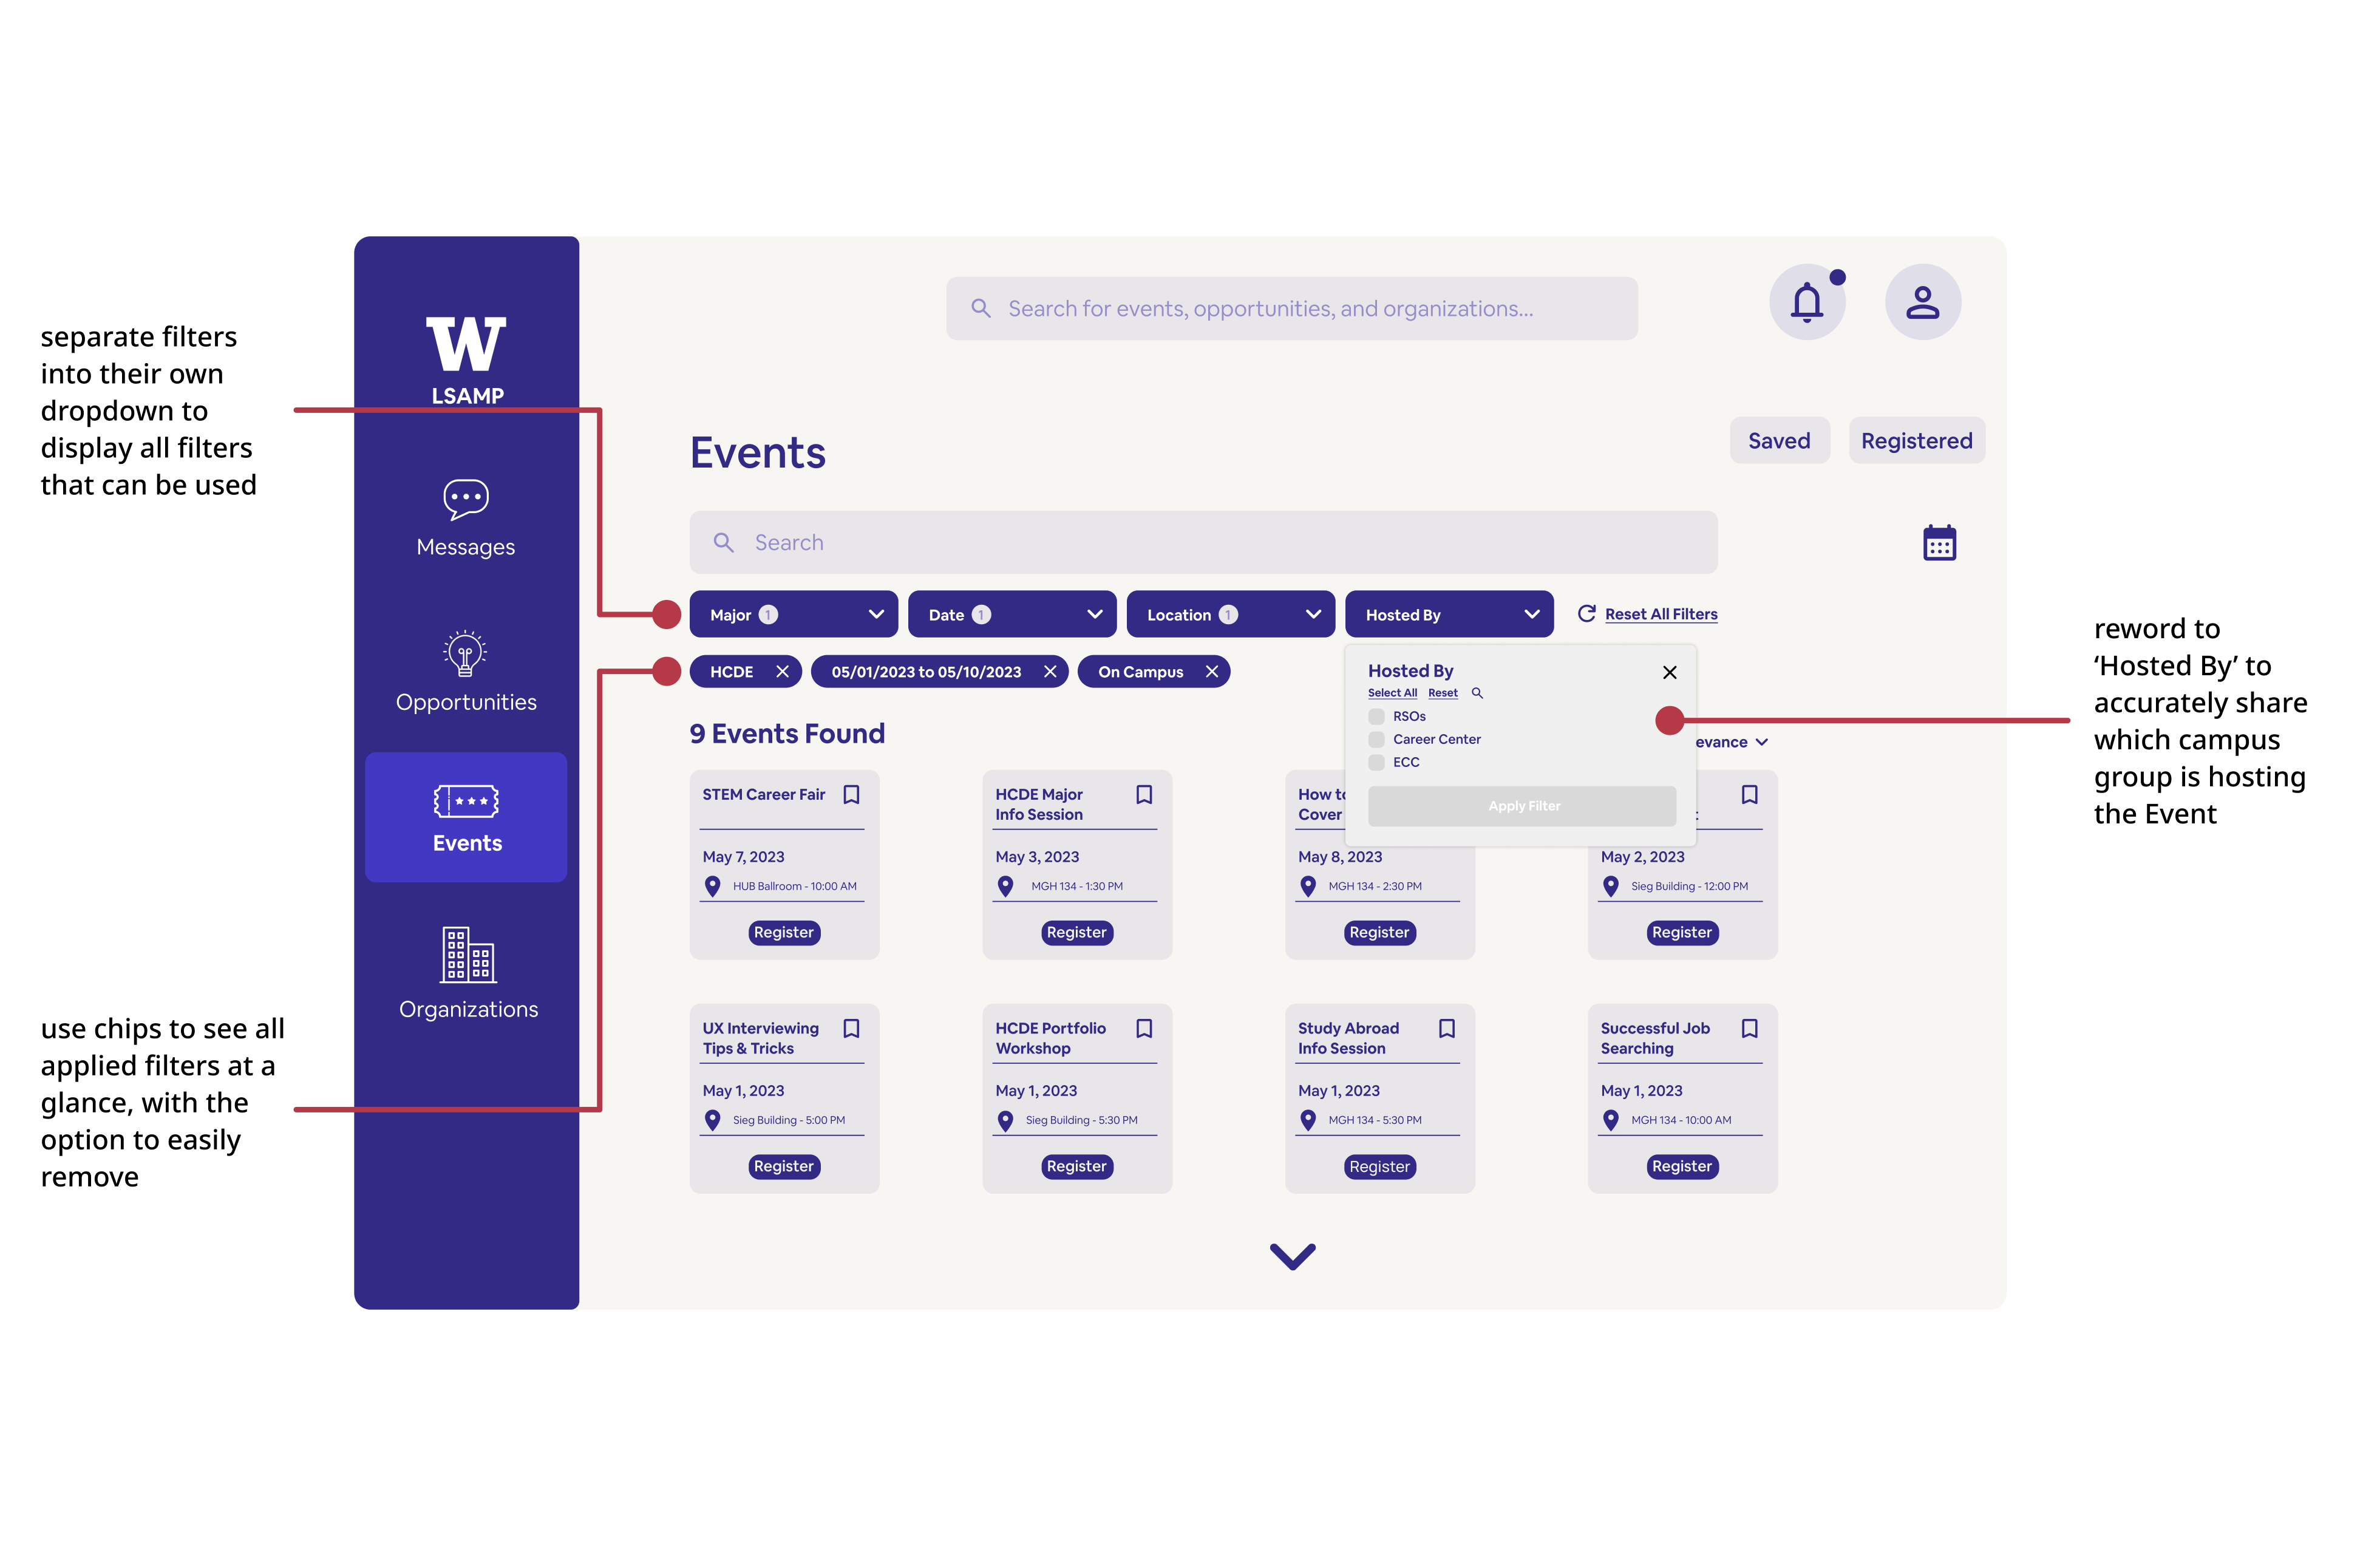 separate filters
into their own
dropdown to
display all filters
that can be used
use chips to see all
applied filters at a
glance, with the
option to easily
remove
W
LSAMP
Messages
Opportunities
Events
Organizations
Search for events, opportunities, and organizations...
Events
Saved
Registered
Search
Major 1
Date 1
Location 1
Hosted By
Reset All Filters
HCDE
05/01/2023 to 05/10/2023
On Campus
Hosted By
Select All Reset
RSOs
Career Center
ECC
Apply Filter
9 Events Found
evance
STEM Career Fair
May 7, 2023
HUB Ballroom - 10:00 AM
Register
HCDE Major
Info Session
May 3, 2023
MGH 134 - 1:30 PM
Register
How to
Cover
May 8, 2023
MGH 134 - 2:30 PM
Register
May 2, 2023
Sieg Building - 12:00 PM
Register
UX Interviewing
Tips & Tricks
May 1, 2023
Sieg Building - 5:00 PM
Register
HCDE Portfolio
Workshop
May 1, 2023
Sieg Building - 5:30 PM
Register
Study Abroad
Info Session
May 1, 2023
MGH 134 - 5:30 PM
Register
Successful Job
Searching
May 1, 2023
MGH 134 - 10:00 AM
Register
reword to
‘Hosted By’ to
accurately share
which campus
group is hosting
the Event